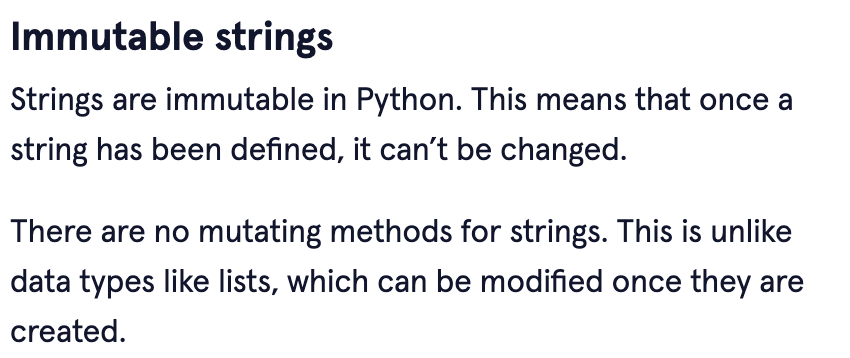 Immutable strings
Strings are immutable in Python. This means that once a
string has been defined, it can’t be changed.
There are no mutating methods for strings. This is unlike
data types like lists, which can be modified once they are
created.